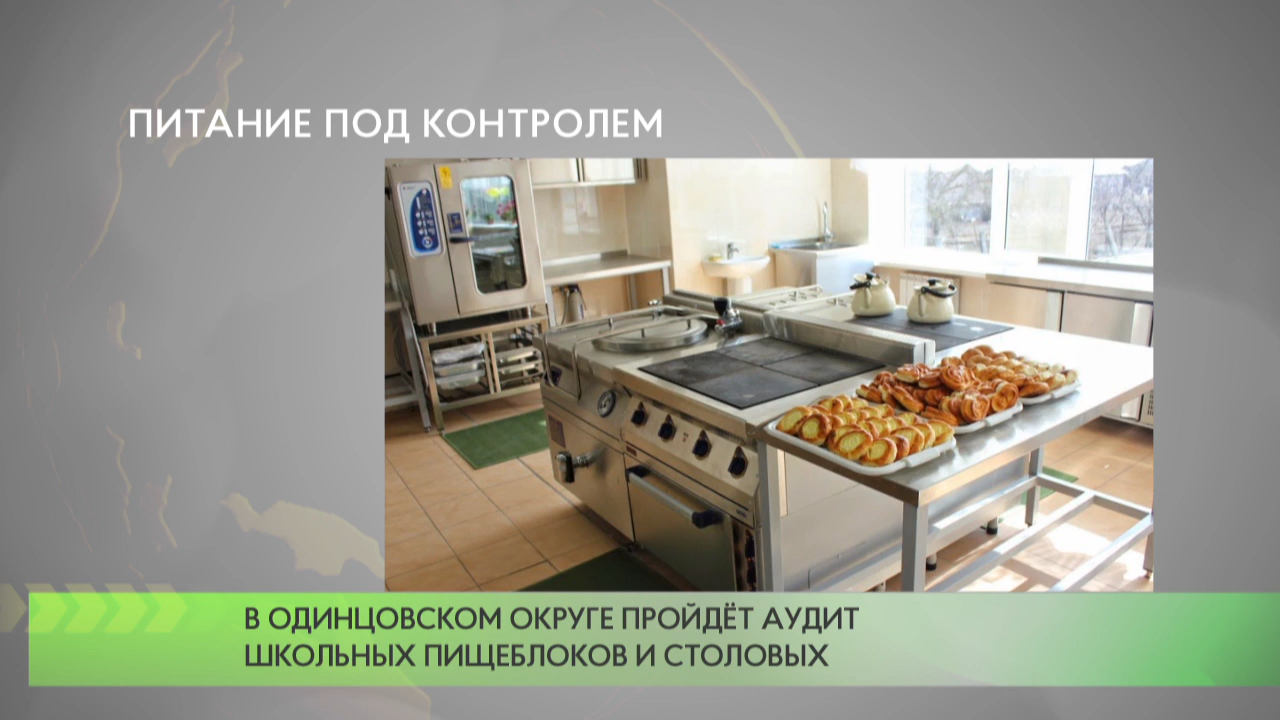 ПИТАНИЕ ПОД КОНТРОЛЕМ
В ОДИНЦОВСКОМ ОКРУГЕ ПРОЙДЁТ АУДИТ
ШКОЛЬНЫХ ПИЩЕБЛОКОВ И СТОЛОВЫХ